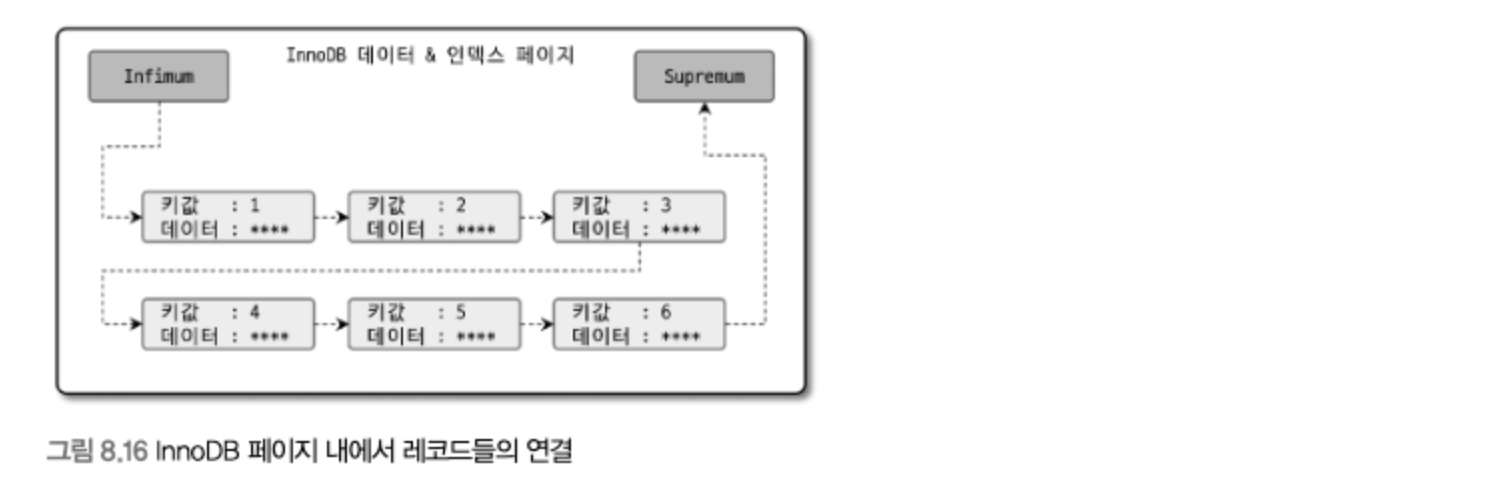 InnoDB 데이터 & 인덱스 페이지
Infimum
Supremum
키값 : 1
데이터 : ****
키값 : 2
데이터 : ****
키값 : 3
데이터 : ****
키값 : 4
데이터 : ****
키값 : 5
데이터 : ****
키값 : 6
데이터 : ****
그림 8.16 InnoDB 페이지 내에서 레코드들의 연결